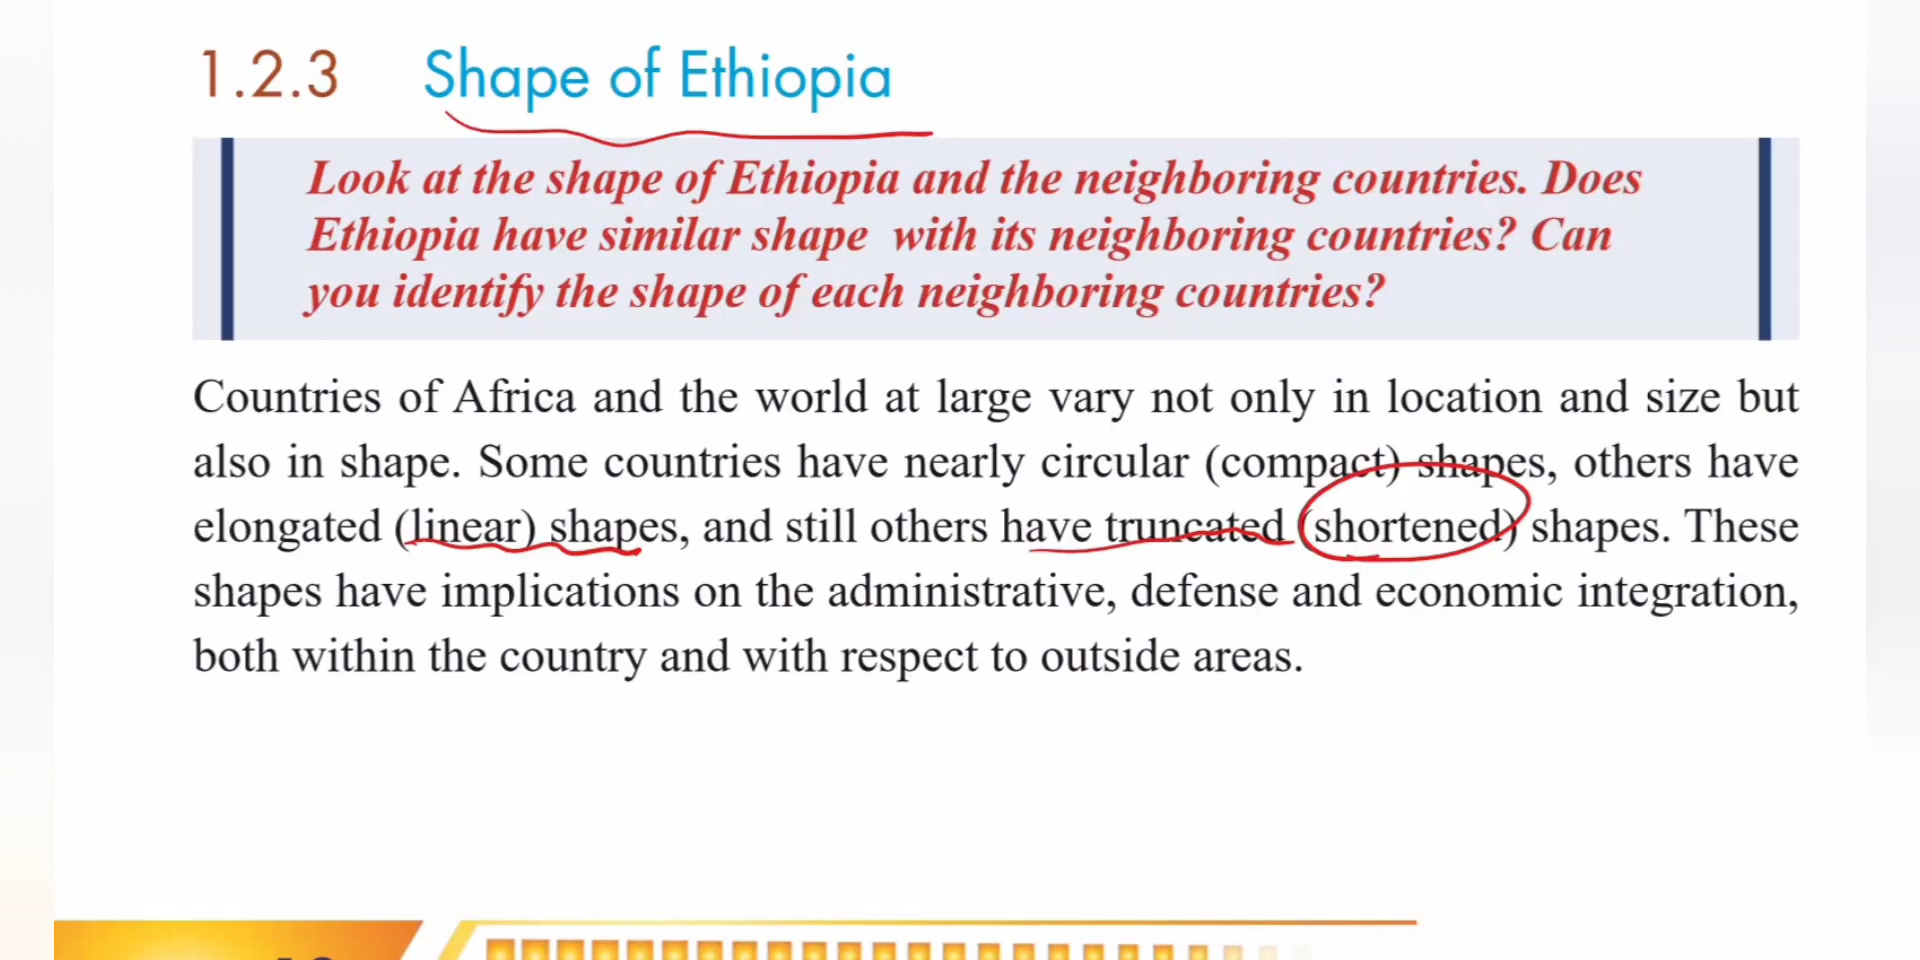 1.2.3 Shape of Ethiopia
Look at the shape of Ethiopia and the neighboring countries. Does
Ethiopia have similar shape with its neighboring countries? Can
you identify the shape of each neighboring countries?
Countries of Africa and the world at large vary not only in location and size but
also in shape. Some countries have nearly circular (compact) shapes, others have
elongated (linear) shapes, and still others have truncated (shortened) shapes. These
shapes have implications on the administrative, defense and economic integration,
both within the country and with respect to outside areas.